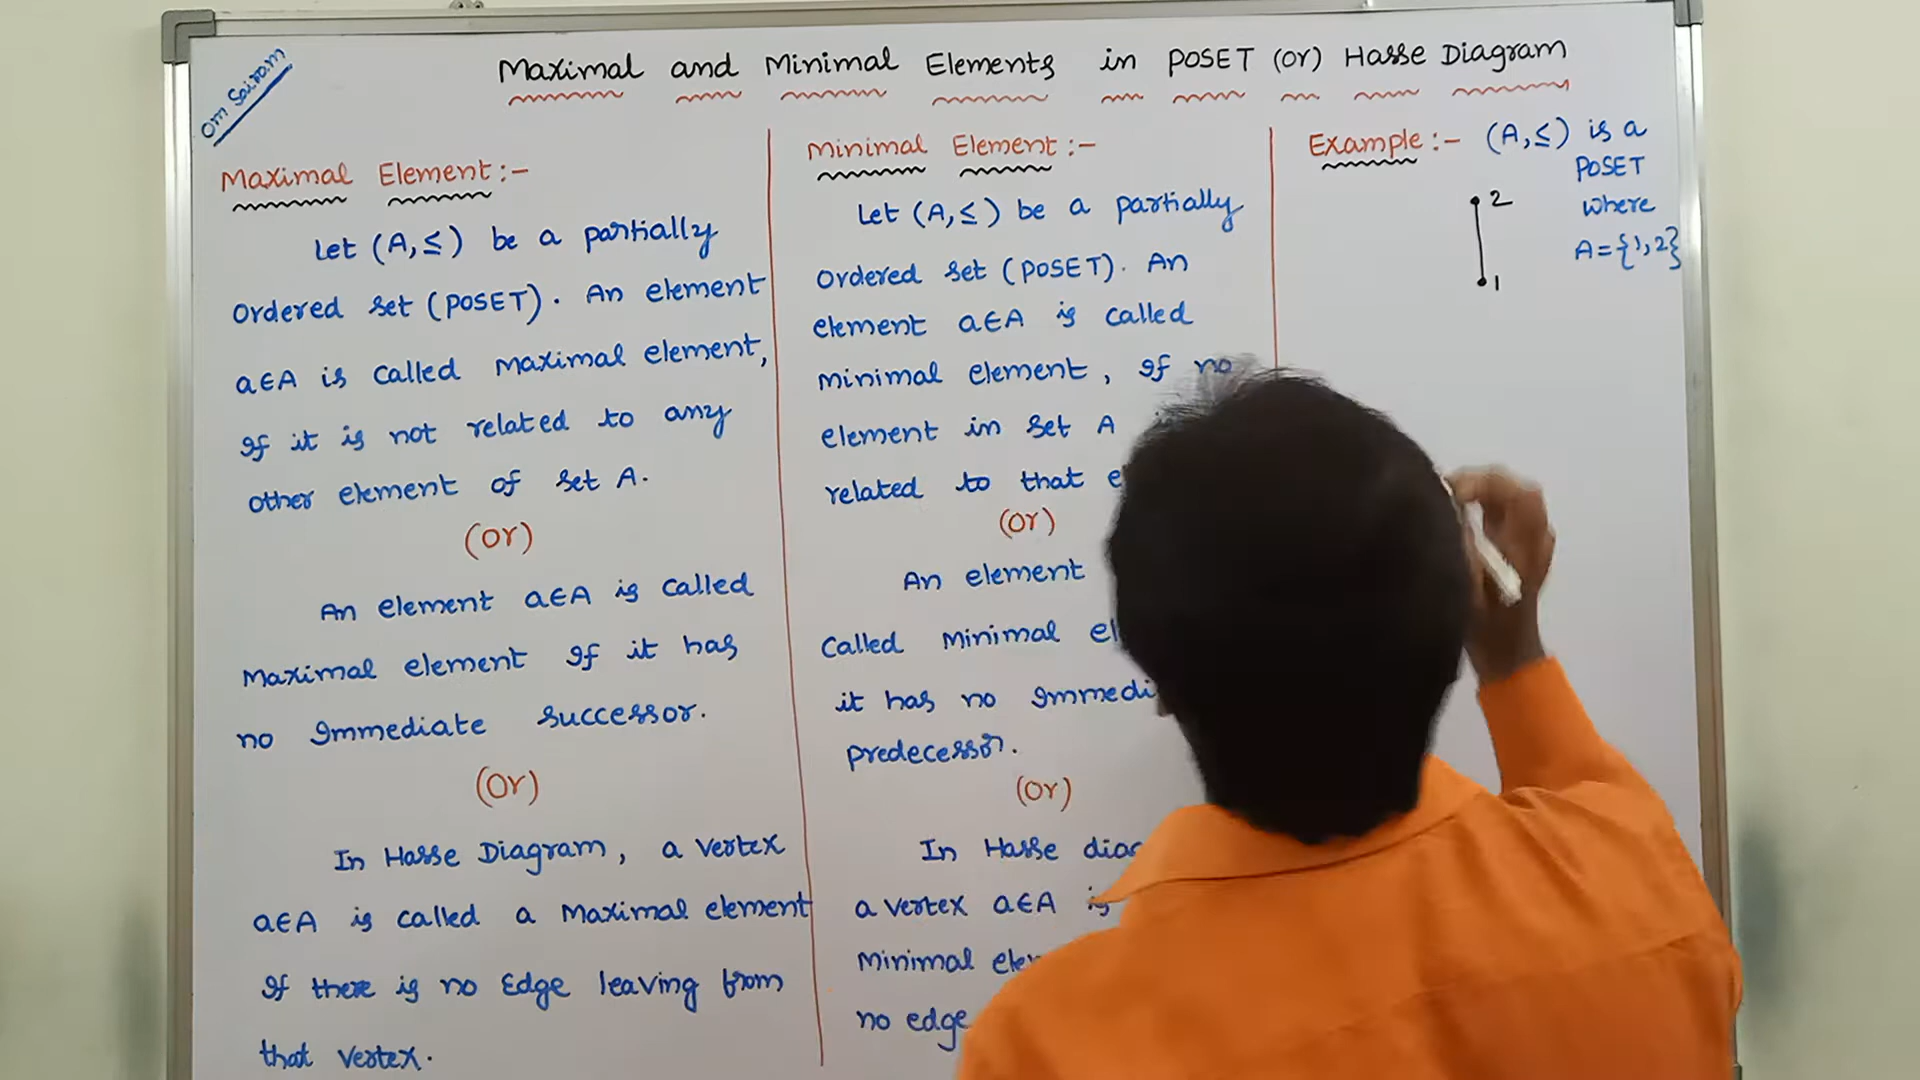 Om Sairam
Maximal and Minimal Elements in POSET (or) Hasse Diagram
Maximal Element :-
Let (A,≤) be a partially
ordered set (POSET). An element
a∈A is called maximal element,
If it is not related to any
other element of set A.
(or)
An element a∈A is called
Maximal element If it has
no Immediate successor.
(or)
In Hasse Diagram, a vertex
a∈A is called a Maximal element
If there is no Edge leaving from
that vertex.
Minimal Element :-
Let (A,≤) be a partially
ordered set (POSET). An
element a∈A is called
minimal element, If no
element in set A
related to that
(or)
An element
called minimal
it has no
predecessor.
(or)
In Hasse
a vertex a∈A is
minimal
no edge
Example :- (A,≤) is a
POSET
where
A={1,2}
2
1